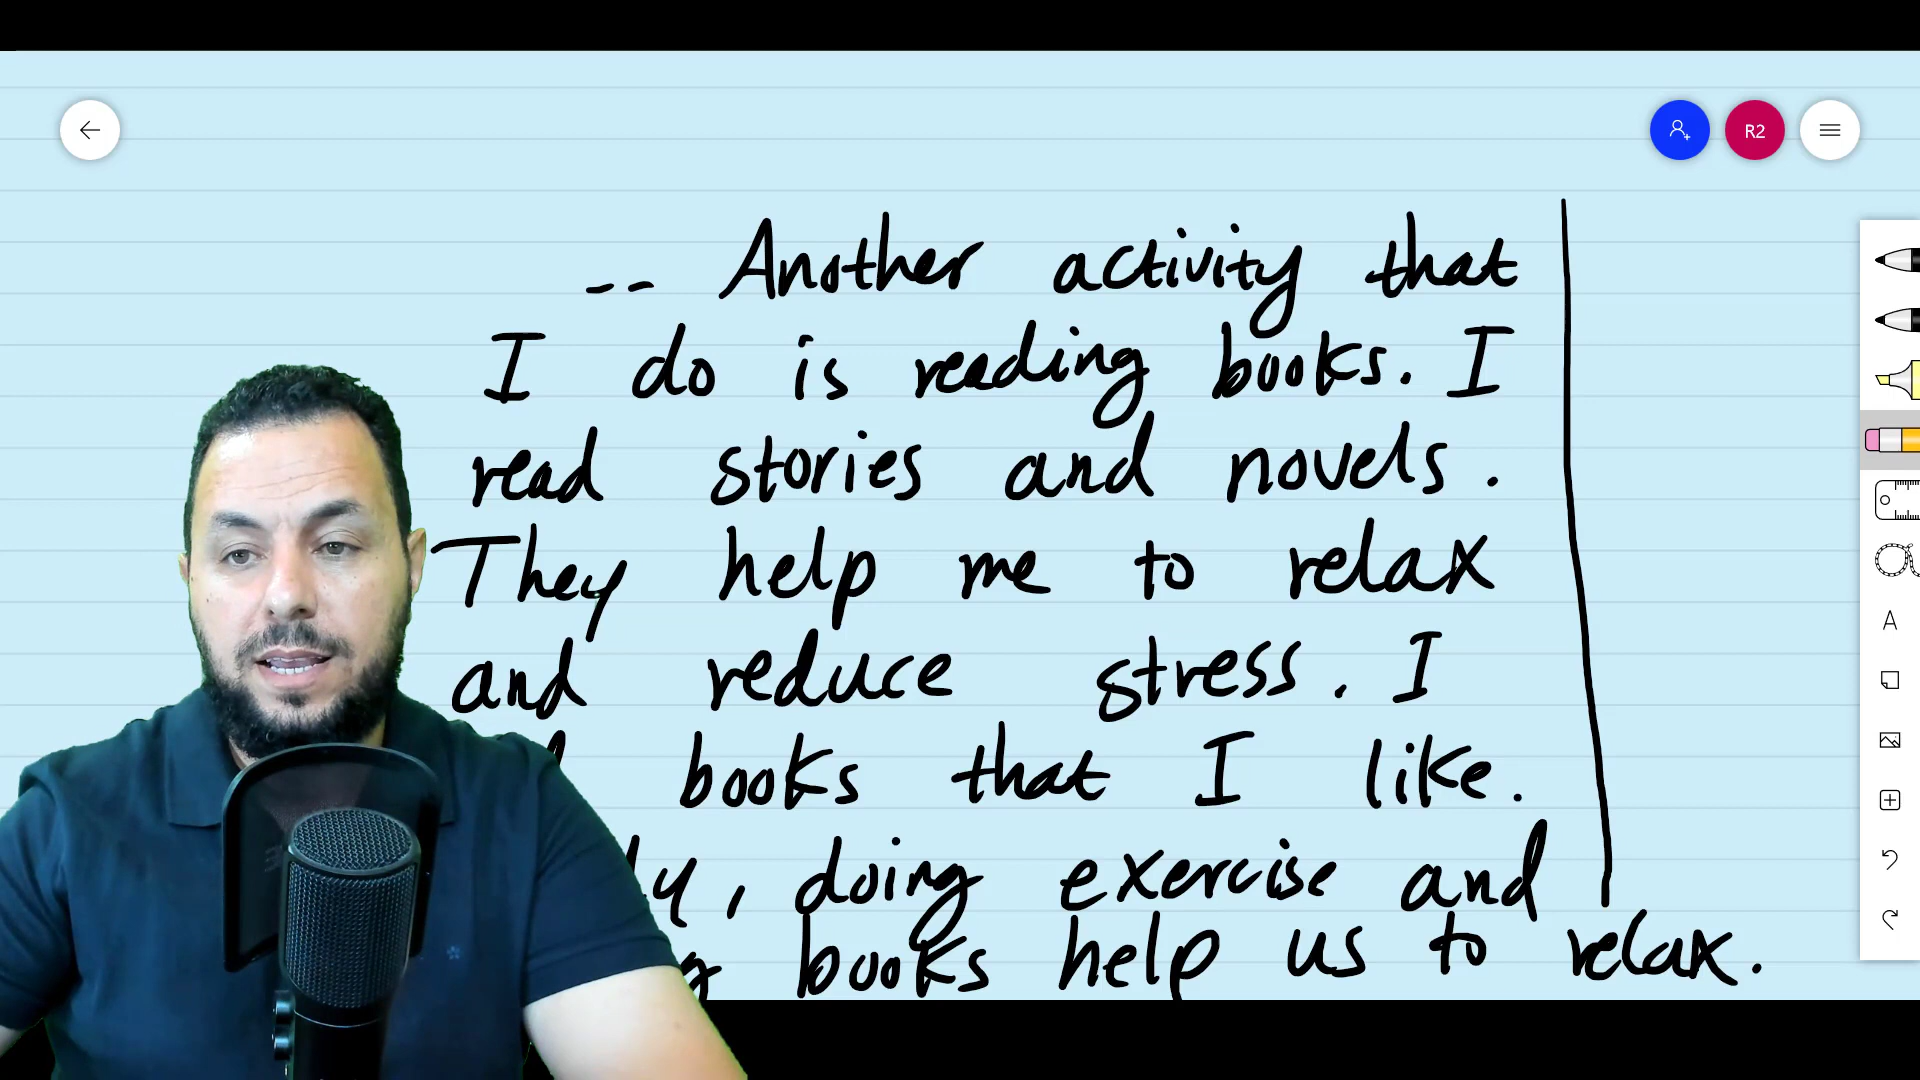 R2
-- Another activity that
I do is reading books. I
read stories and novels.
They help me to relax
and reduce stress. I
books that I like.
, doing exercise and
books help us to relax.
A